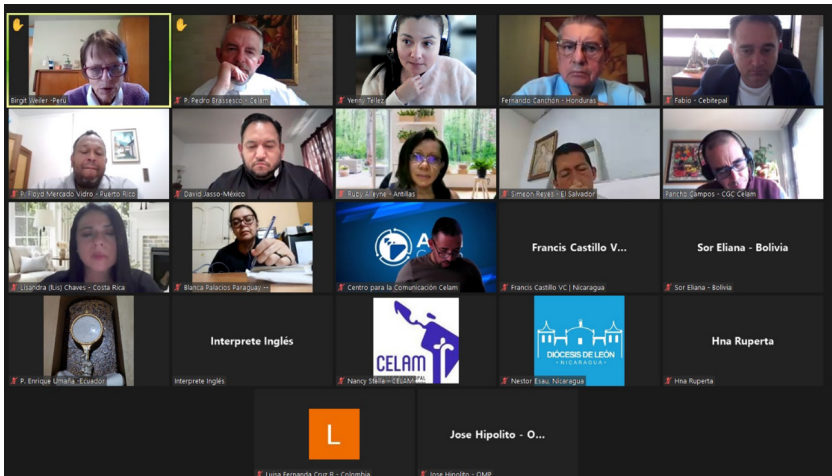 Birgit Weiler -Perú
P. Pedro Brassesco - Celam
Yenny Téllez
Fernando Canchon - Honduras
Fabio - Cebitepal
PJ Floyd Mercado Vidro - Puerto Rico
David Jasso-México
Ruby Alleyne - Antillas
Simeon Reyes - El Salvador
Pancho Campos - CGC Celam
Lisandra (lis) Chaves - Costa Rica
Blanca Palacios Paraguay
Centro para la Comunicación Celam
Francis Castillo V...
Francis Castillo VC | Nicaragua
Sor Eliana - Bolivia
Sor Eliana - Bolivia
P. Enrique Umaña -Ecuador
Interprete Inglés
Interprete Inglés
CELAM
Nancy Stella - CELAM
DIÓCESIS DE LEÓN
- NICARAGUA -
Nestor Esau. Nicaragua
Hna Ruperta
Hna Ruperta
L
Luisa Fernanda Cruz R - Colombia
Jose Hipolito - O...
Jose Hipolito - OMP